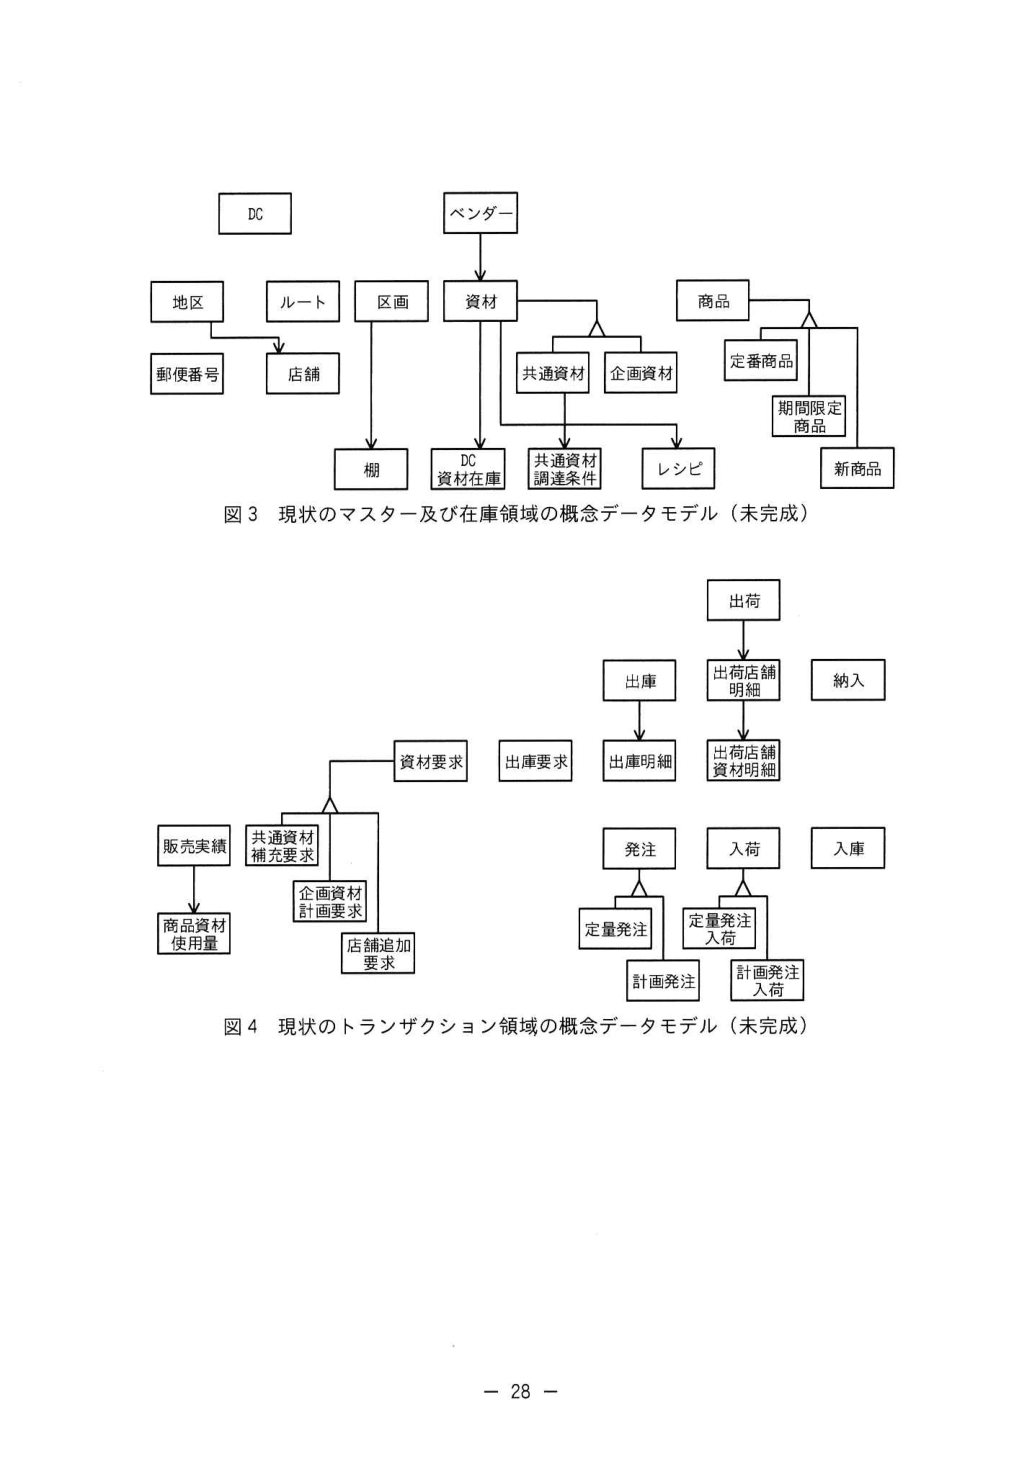 DC
ベンダー
地区
ルート
区画
資材
商品
郵便番号
店舗
共通資材
企画資材
定番商品
期間限定
商品
棚
DC
資材在庫
共通資材
調達条件
レシピ
新商品
図3 現状のマスター及び在庫領域の概念データモデル（未完成）
出荷
出庫
出荷店舗
明細
納入
資材要求
出庫要求
出庫明細
出荷店舗
資材明細
販売実績
共通資材
補充要求
発注
入荷
入庫
企画資材
計画要求
商品資材
使用量
店舗追加
要求
定量発注
定量発注
入荷
計画発注
計画発注
入荷
図4 現状のトランザクション領域の概念データモデル（未完成）
－ 28 －